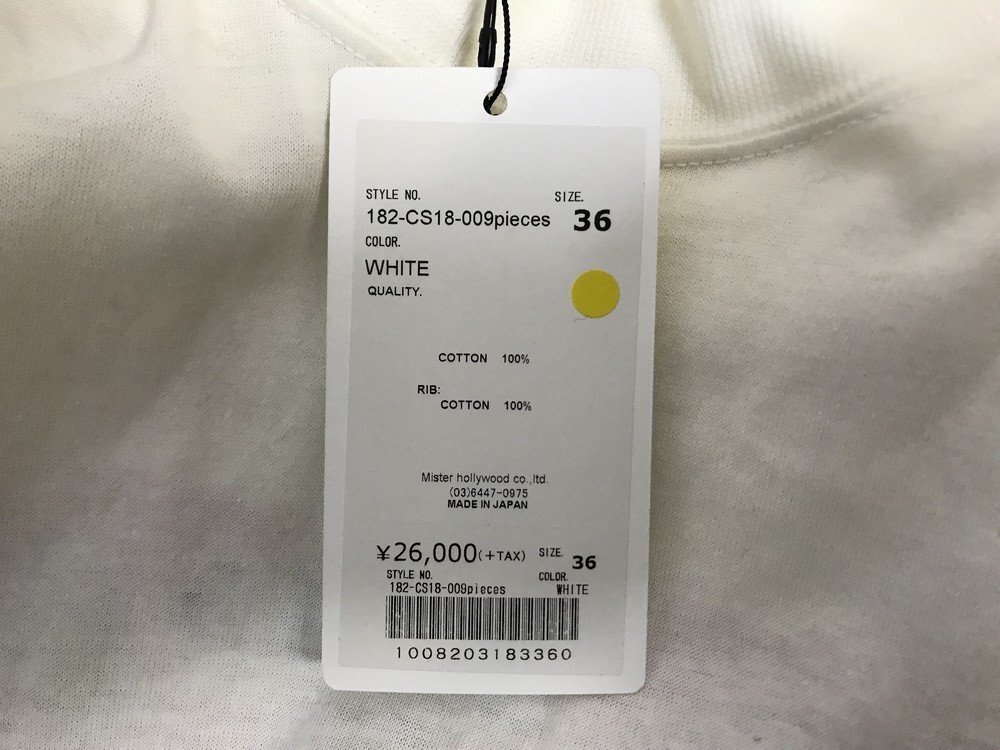 STYLE NO.
SIZE.
182-CS18-009pieces 36
COLOR.
WHITE
QUALITY.
COTTON 100%
RIB:
COTTON 100%
Mister hollywood co.,ltd.
(03)6447-0975
MADE IN JAPAN
¥26,000(+TAX) SIZE. 36
STYLE NO. COLOR.
182-CS18-009pieces WHITE
1008203183360